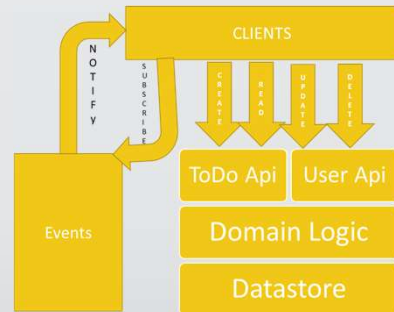 CLIENTS
NOTIFy
SUBSCRIBE
CREATE
READ
UPDATE
DELETE
ToDo Api
User Api
Events
Domain Logic
Datastore